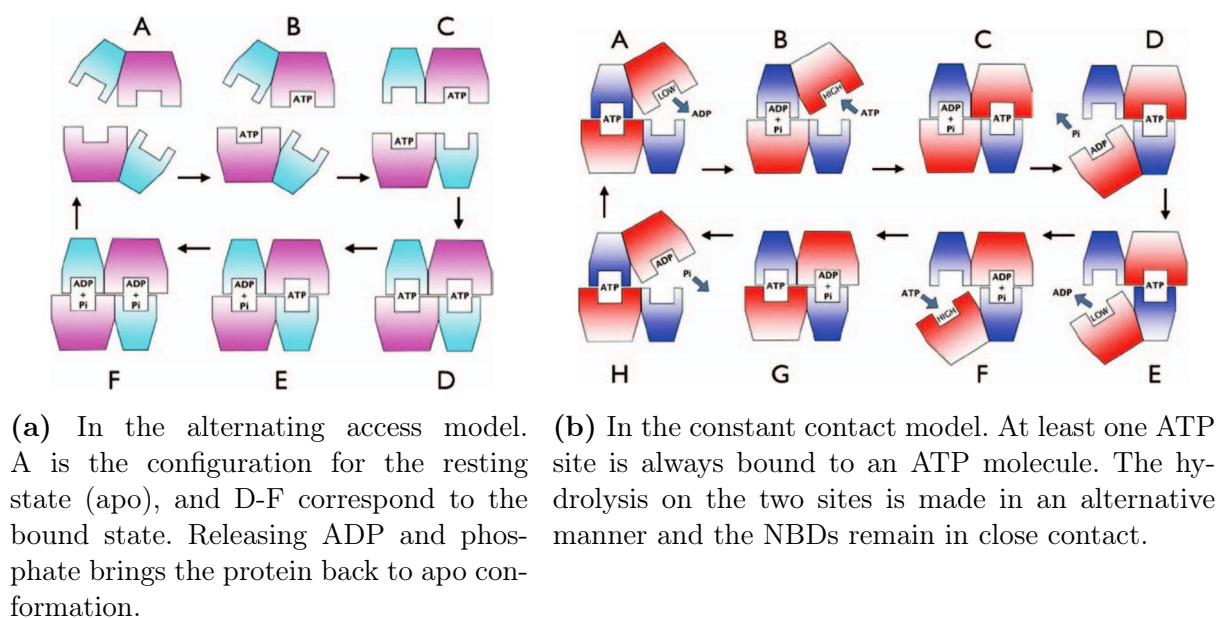 A B C
ATP
ATP
ATP
ATP
ADP + Pi
ADP + Pi
ADP + Pi
ATP
ATP
ATP
F E D
A B C D
LOW
ADP
ATP
HIGH
ATP
ADP + Pi
ADP + Pi
ATP
Pi
ADP
ATP
ADP
Pi
ATP
ATP
ADP + Pi
ATP
HIGH
ADP + Pi
ADP
LOW
ATP
H G F E
(a) In the alternating access model.
A is the configuration for the resting
state (apo), and D-F correspond to the
bound state. Releasing ADP and phos-
phate brings the protein back to apo con-
formation.
(b) In the constant contact model. At least one ATP
site is always bound to an ATP molecule. The hy-
drolysis on the two sites is made in an alternative
manner and the NBDs remain in close contact.